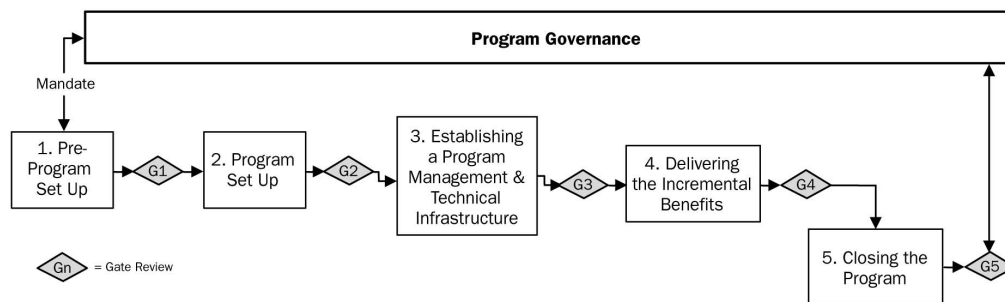 Program Governance
Mandate
1. Pre-
Program
Set Up
G1
2. Program
Set Up
G2
3. Establishing
a Program
Management &
Technical
Infrastructure
G3
4. Delivering
the Incremental
Benefits
G4
5. Closing the
Program
G5
Gn
= Gate Review